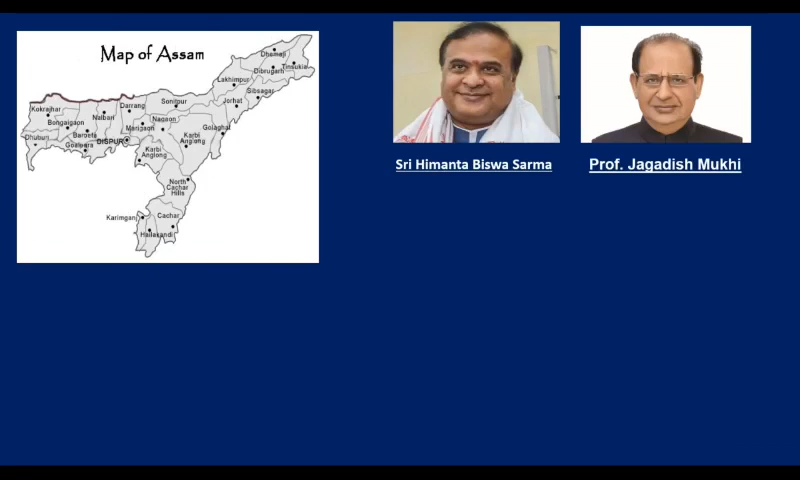 Map of Assam
Dhemaji
Dibrugarh
Tinsukia
Lakhimpur
Sibsagar
Jorhat
Sonitpur
Darrang
Kokrajhar
Nalbari
Nagaon
Bongaigaon
Marigaon
Golaghat
Dhuburi
Barpeta
Goalpara
DISPUR
Karbi
Anglong
Karbi
Anglong
North
Cachar
Hills
Karimganj
Cachar
Hailakandi
Sri Himanta Biswa Sarma
Prof. Jagadish Mukhi